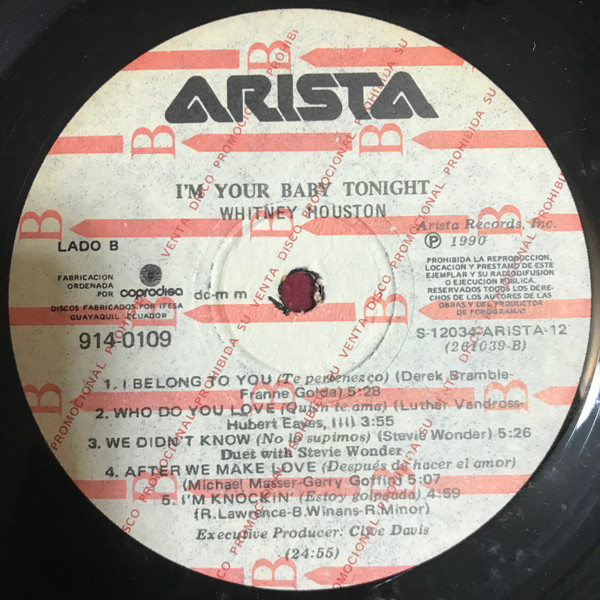 ARISTA
I'M YOUR BABY TONIGHT
WHITNEY HOUSTON
Arista Records, Inc.
Ⓟ 1990
LADO B
PROHIBIDA LA REPRODUCCION,
LOCACION Y PRESTAMO DE ESTE
EJEMPLAR Y SU RADIODIFUSION
O EJECUCION PUBLICA.
RESERVADOS TODOS LOS DERE-
CHOS DE LOS AUTORES DE LAS
OBRAS Y DEL PRODUCTOR
DE FONOGRAMAS
FABRICACION
ORDENADA
POR coprodisa
dc-m m
DISCOS FABRICADOS POR IFESA
GUAYAQUIL ECUADOR
914-0109
S-12034-ARISTA-12
(261039-B)
1. I BELONG TO YOU (Te pertenezco) (Derek Bramble-
Franne Golde) 5:28
2. WHO DO YOU LOVE (Quién te ama) (Luther Vandross-
Hubert Eaves, III) 3:55
3. WE DIDN'T KNOW (No lo supimos) (Stevie Wonder) 5:26
Duet with Stevie Wonder
4. AFTER WE MAKE LOVE (Después de hacer el amor)
(Michael Masser-Gerry Goffin) 5:07
5. I'M KNOCKIN' (Estoy golpeada) 4:59
(R.Lawrence-B.Winans-R.Minor)
Executive Producer: Clive Davis
(24:55)
DISCO PROMOCIONAL PROHIBIDA SU VENTA
B